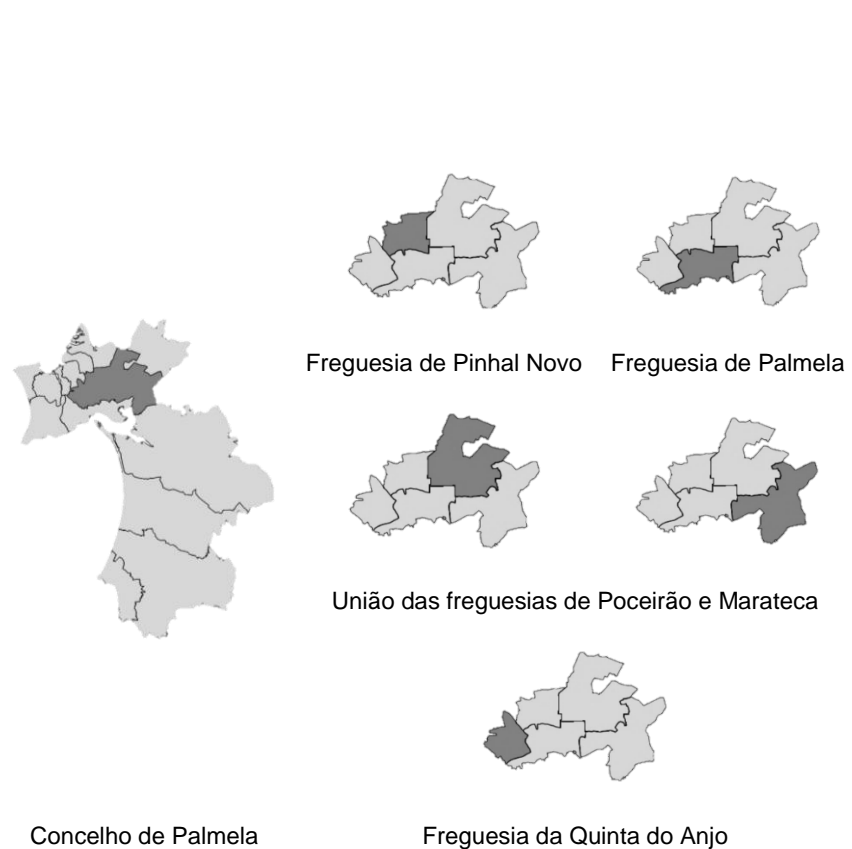 Freguesia de Pinhal Novo
Freguesia de Palmela
União das freguesias de Poceirão e Marateca
Concelho de Palmela
Freguesia da Quinta do Anjo